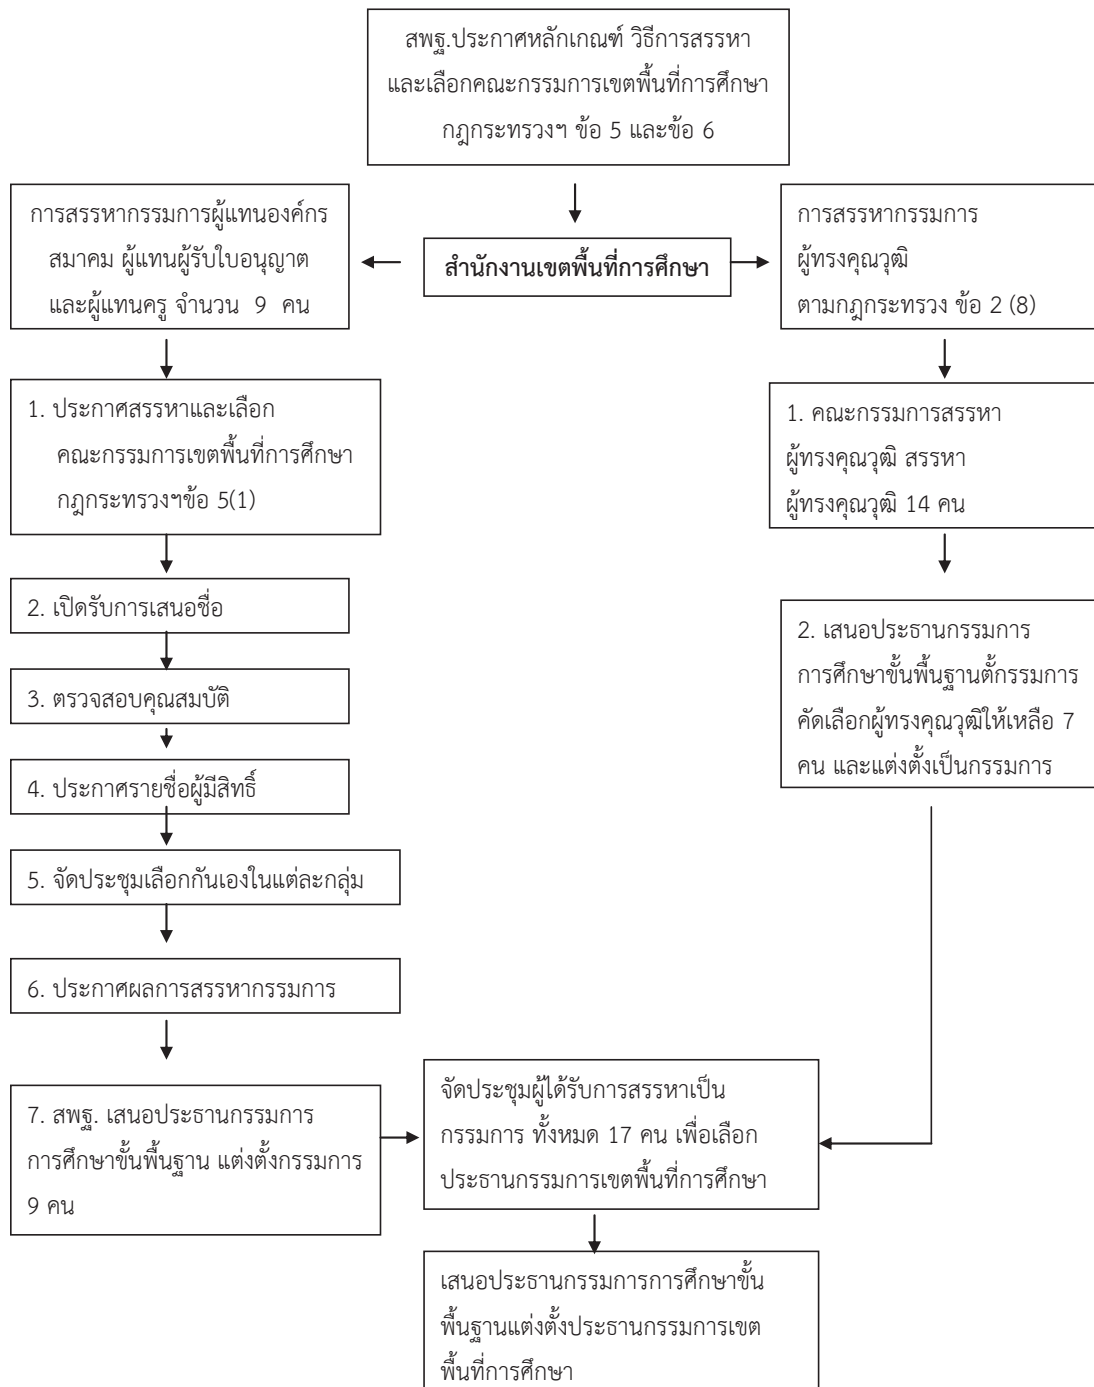 สพฐ.ประกาศหลักเกณฑ์ วิธีการสรรหา
และเลือกคณะกรรมการเขตพื้นที่การศึกษา
กฎกระทรวงฯ ข้อ 5 และข้อ 6
การสรรหากรรมการผู้แทนองค์กร
สมาคม ผู้แทนผู้รับใบอนุญาต
และผู้แทนครู จำนวน 9 คน
สำนักงานเขตพื้นที่การศึกษา
การสรรหากรรมการ
ผู้ทรงคุณวุฒิ
ตามกฎกระทรวง ข้อ 2 (8)
1. ประกาศสรรหาและเลือก
คณะกรรมการเขตพื้นที่การศึกษา
กฎกระทรวงฯข้อ 5(1)
2. เปิดรับการเสนอชื่อ
3. ตรวจสอบคุณสมบัติ
4. ประกาศรายชื่อผู้มีสิทธิ์
5. จัดประชุมเลือกกันเองในแต่ละกลุ่ม
6. ประกาศผลการสรรหากรรมการ
7. สพฐ. เสนอประธานกรรมการ
การศึกษาขั้นพื้นฐาน แต่งตั้งกรรมการ
9 คน
1. คณะกรรมการสรรหา
ผู้ทรงคุณวุฒิ สรรหา
ผู้ทรงคุณวุฒิ 14 คน
2. เสนอประธานกรรมการ
การศึกษาขั้นพื้นฐานตั้กรรมการ
คัดเลือกผู้ทรงคุณวุฒิให้เหลือ 7
คน และแต่งตั้งเป็นกรรมการ
จัดประชุมผู้ได้รับการสรรหาเป็น
กรรมการ ทั้งหมด 17 คน เพื่อเลือก
ประธานกรรมการเขตพื้นที่การศึกษา
เสนอประธานกรรมการการศึกษาขั้น
พื้นฐานแต่งตั้งประธานกรรมการเขต
พื้นที่การศึกษา